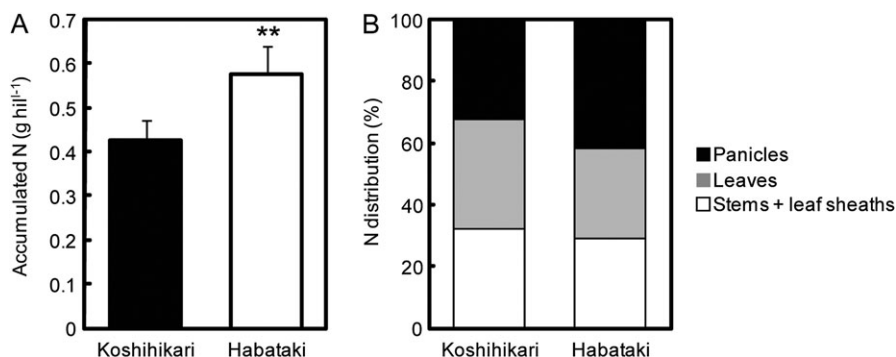 A
Accumulated N (g hil^l-1)
0.7
0.6
0.5
0.4
0.3
0.2
0.1
0
**
Koshihikari Habataki
B
N distribution (%)
100
80
60
40
20
0
Koshihikari Habataki
Panicles
Leaves
Stems + leaf sheaths